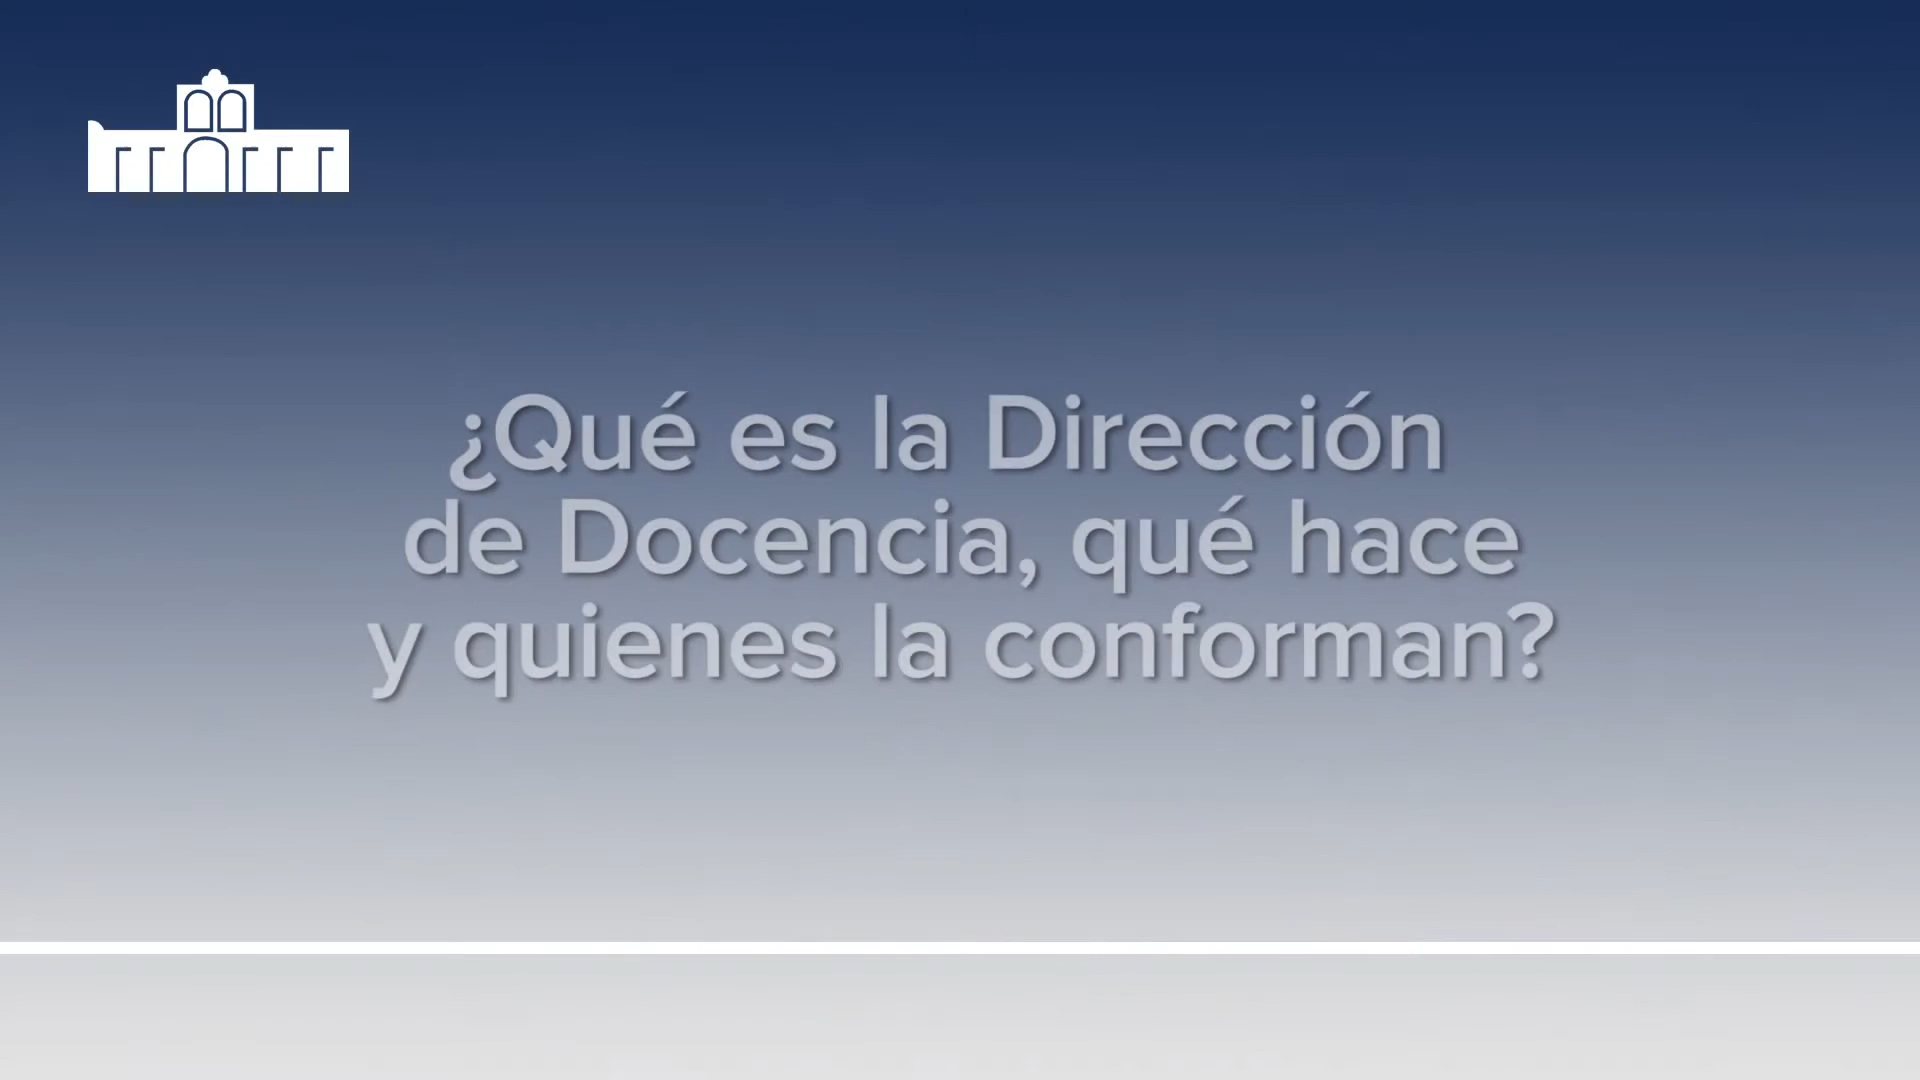 ¿Qué es la Dirección
de Docencia, qué hace
y quienes la conforman?